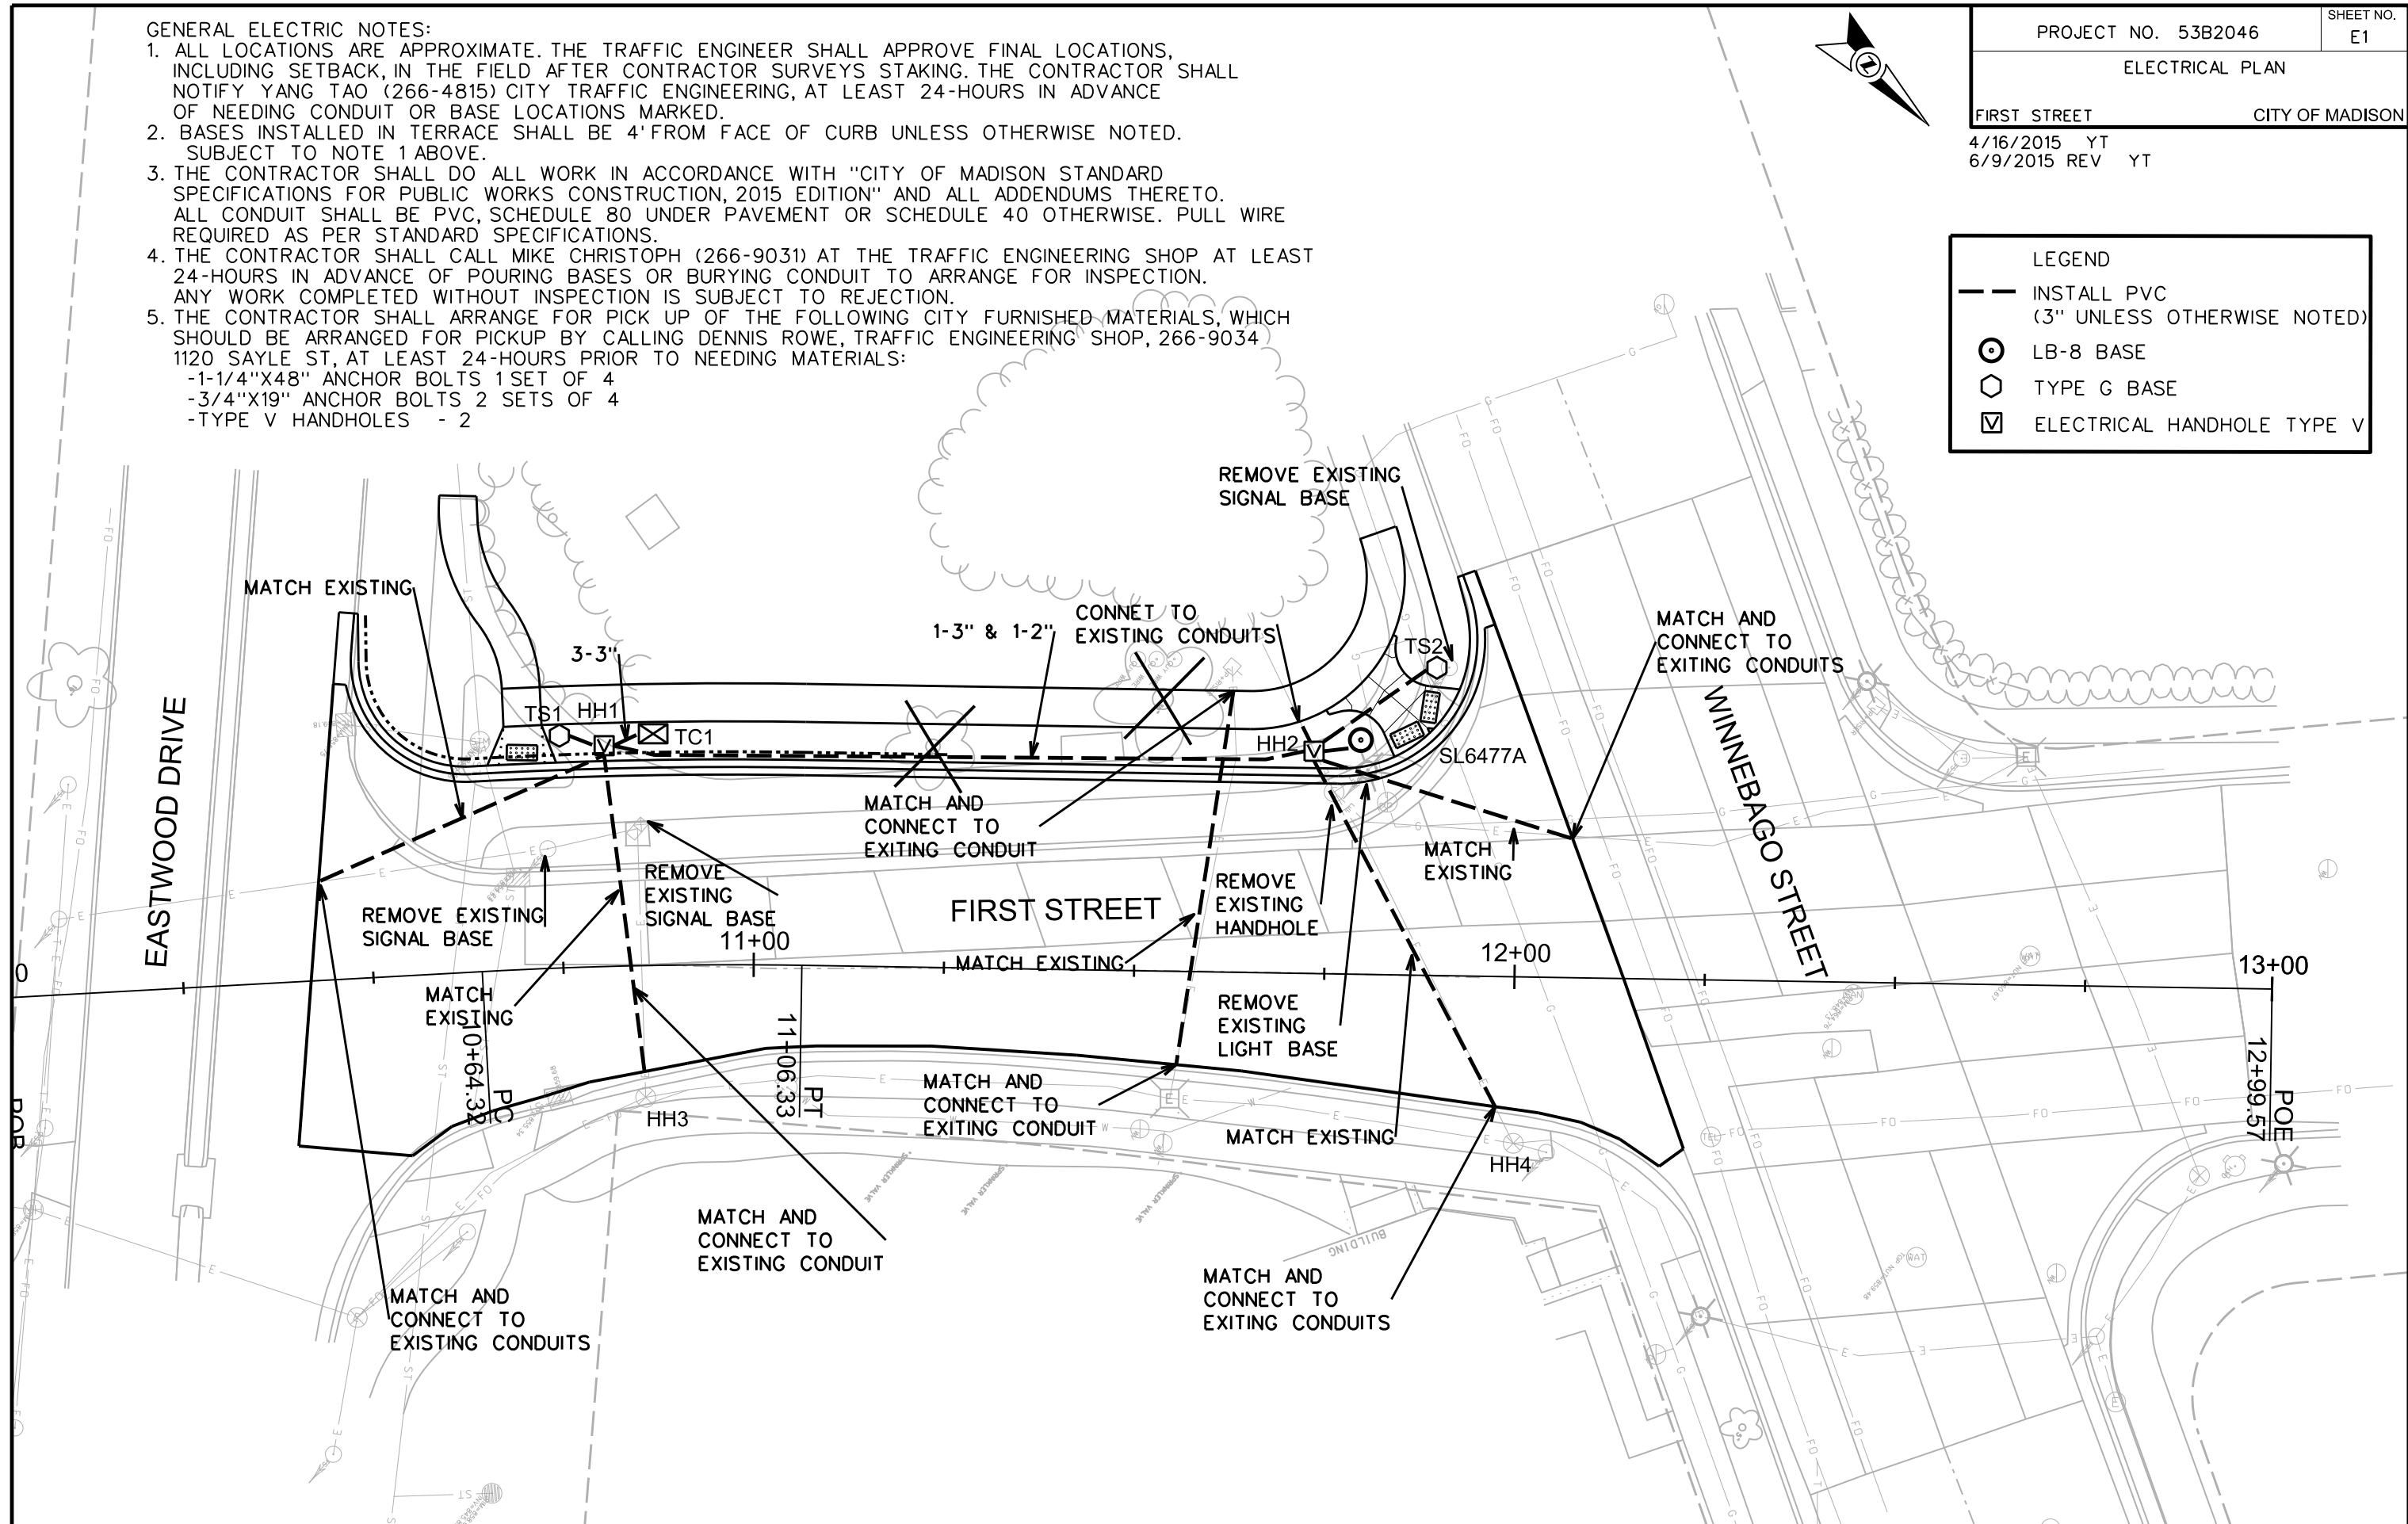 GENERAL ELECTRIC NOTES:
1. ALL LOCATIONS ARE APPROXIMATE. THE TRAFFIC ENGINEER SHALL APPROVE FINAL LOCATIONS,
INCLUDING SETBACK, IN THE FIELD AFTER CONTRACTOR SURVEYS STAKING. THE CONTRACTOR SHALL
NOTIFY YANG TAO (266-4815) CITY TRAFFIC ENGINEERING, AT LEAST 24-HOURS IN ADVANCE
OF NEEDING CONDUIT OR BASE LOCATIONS MARKED.
2. BASES INSTALLED IN TERRACE SHALL BE 4' FROM FACE OF CURB UNLESS OTHERWISE NOTED.
SUBJECT TO NOTE 1 ABOVE.
3. THE CONTRACTOR SHALL DO ALL WORK IN ACCORDANCE WITH "CITY OF MADISON STANDARD
SPECIFICATIONS FOR PUBLIC WORKS CONSTRUCTION, 2015 EDITION" AND ALL ADDENDUMS THERETO.
ALL CONDUIT SHALL BE PVC, SCHEDULE 80 UNDER PAVEMENT OR SCHEDULE 40 OTHERWISE. PULL WIRE
REQUIRED AS PER STANDARD SPECIFICATIONS.
4. THE CONTRACTOR SHALL CALL MIKE CHRISTOPH (266-9031) AT THE TRAFFIC ENGINEERING SHOP AT LEAST
24-HOURS IN ADVANCE OF POURING BASES OR BURYING CONDUIT TO ARRANGE FOR INSPECTION.
ANY WORK COMPLETED WITHOUT INSPECTION IS SUBJECT TO REJECTION.
5. THE CONTRACTOR SHALL ARRANGE FOR PICK UP OF THE FOLLOWING CITY FURNISHED MATERIALS, WHICH
SHOULD BE ARRANGED FOR PICKUP BY CALLING DENNIS ROWE, TRAFFIC ENGINEERING SHOP, 266-9034
1120 SAYLE ST, AT LEAST 24-HOURS PRIOR TO NEEDING MATERIALS:
-1-1/4"X48" ANCHOR BOLTS 1 SET OF 4
-3/4"X19" ANCHOR BOLTS 2 SETS OF 4
-TYPE V HANDHOLES - 2
PROJECT NO. 53B2046
SHEET NO.
E1
ELECTRICAL PLAN
FIRST STREET CITY OF MADISON
4/16/2015 YT
6/9/2015 REV YT
LEGEND
INSTALL PVC
(3" UNLESS OTHERWISE NOTED)
LB-8 BASE
TYPE G BASE
V ELECTRICAL HANDHOLE TYPE V
REMOVE EXISTING
SIGNAL BASE
MATCH EXISTING
3-3"
1-3" & 1-2"
CONNET TO
EXISTING CONDUITS
TS2
MATCH AND
CONNECT TO
EXITING CONDUITS
TS1
HH1
TC1
HH2
SL6477A
EASTWOOD DRIVE
WINNEBAGO STREET
MATCH AND
CONNECT TO
EXITING CONDUIT
MATCH
EXISTING
REMOVE
EXISTING
SIGNAL BASE
REMOVE
EXISTING
HANDHOLE
REMOVE EXISTING
SIGNAL BASE
FIRST STREET
11+00
12+00
13+00
0
MATCH EXISTING
MATCH
EXISTING
REMOVE
EXISTING
LIGHT BASE
10+64.32
PC
11+06.33
PT
12+99.57
POE
POB
HH3
MATCH AND
CONNECT TO
EXITING CONDUIT
MATCH EXISTING
HH4
MATCH AND
CONNECT TO
EXISTING CONDUIT
BUILDING
MATCH AND
CONNECT TO
EXITING CONDUITS
MATCH AND
CONNECT TO
EXISTING CONDUITS
SPRINKLER VALVE
SPRINKLER VALVE
SPRINKLER VALVE